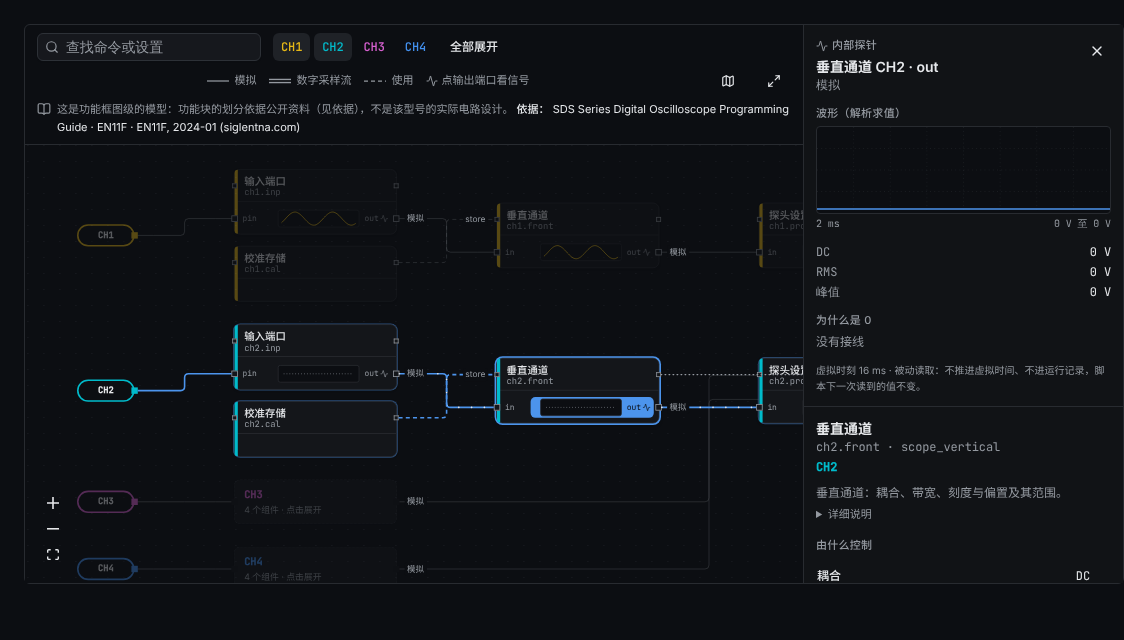 查找命令或设置
CH1
CH2
CH3
CH4
全部展开
模拟
数字采样流
使用
点输出端口看信号
这是功能框图级的模型：功能块的划分依据公开资料（见依据），不是该型号的实际电路设计。 依据： SDS Series Digital Oscilloscope Programming
Guide · EN11F · EN11F, 2024-01 (siglentna.com)
CH1
输入端口
ch1.inp
pin
out
模拟
校准存储
ch1.cal
store
垂直通道
ch1.front
in
out
模拟
探头设
ch1.pro
in
CH2
输入端口
ch2.inp
pin
out
模拟
校准存储
ch2.cal
store
垂直通道
ch2.front
in
out
模拟
探头设
ch2.pro
in
CH3
CH3
4 个组件 · 点击展开
模拟
CH4
CH4
4 个组件 · 点击展开
模拟
内部探针
垂直通道 CH2 · out
模拟
波形（解析求值）
2 ms
0 V 至 0 V
DC
0 V
RMS
0 V
峰值
0 V
为什么是 0
没有接线
虚拟时刻 16 ms · 被动读取：不推进虚拟时间、不进运行记录，脚
本下一次读到的值不变。
垂直通道
ch2.front · scope_vertical
CH2
垂直通道：耦合、带宽、刻度与偏置及其范围。
详细说明
由什么控制
耦合
DC